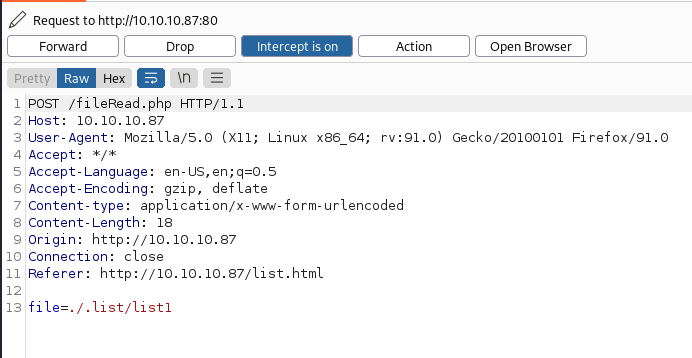 Request to http://10.10.10.87:80
Forward Drop Intercept is on Action Open Browser
Pretty Raw Hex \n
1 POST /fileRead.php HTTP/1.1
2 Host: 10.10.10.87
3 User-Agent: Mozilla/5.0 (X11; Linux x86_64; rv:91.0) Gecko/20100101 Firefox/91.0
4 Accept: */*
5 Accept-Language: en-US,en;q=0.5
6 Accept-Encoding: gzip, deflate
7 Content-type: application/x-www-form-urlencoded
8 Content-Length: 18
9 Origin: http://10.10.10.87
10 Connection: close
11 Referer: http://10.10.10.87/list.html
12
13 file=./.list/list1